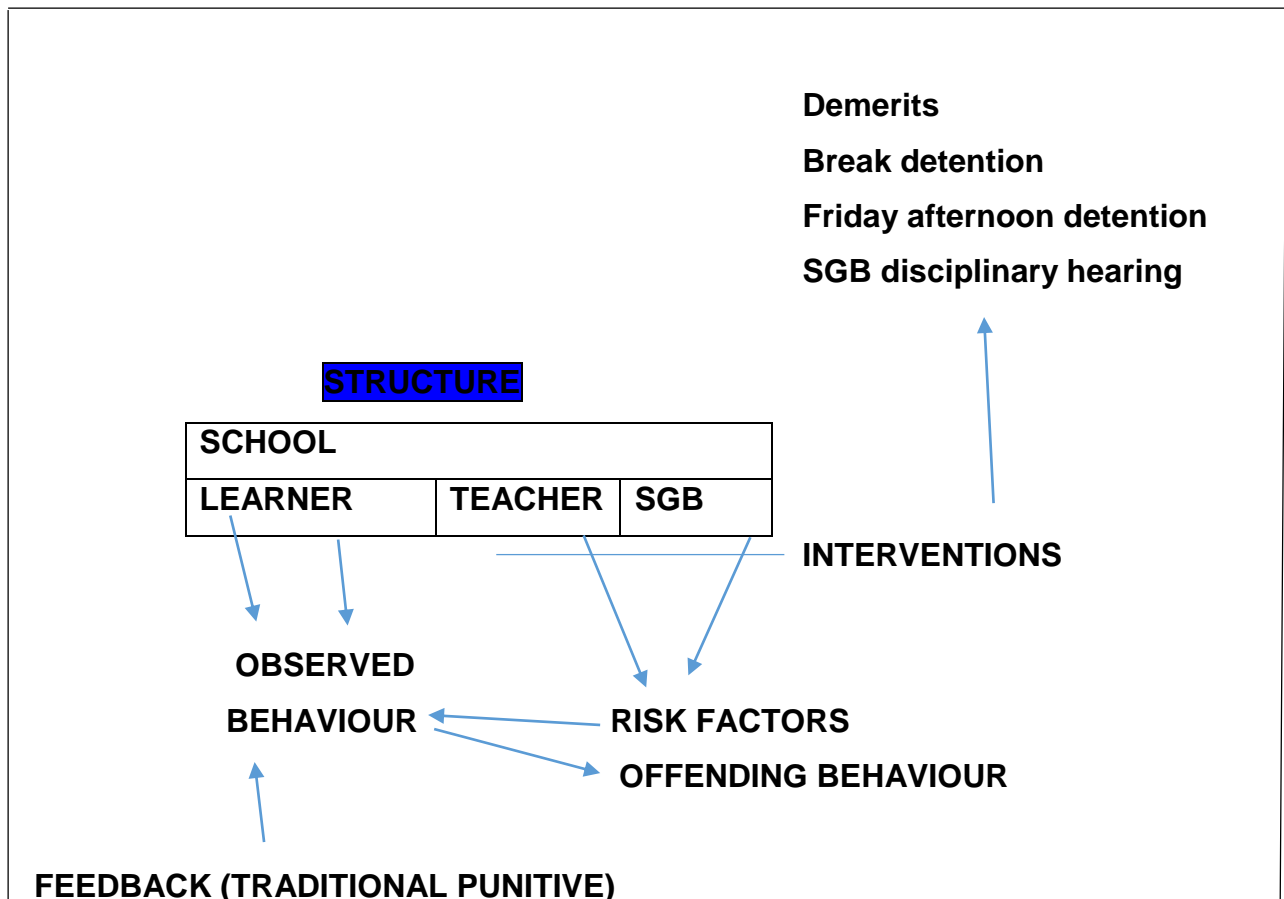 Demerits
Break detention
Friday afternoon detention
SGB disciplinary hearing
STRUCTURE
SCHOOL
LEARNER TEACHER SGB
INTERVENTIONS
OBSERVED
BEHAVIOUR
RISK FACTORS
OFFENDING BEHAVIOUR
FEEDBACK (TRADITIONAL PUNITIVE)